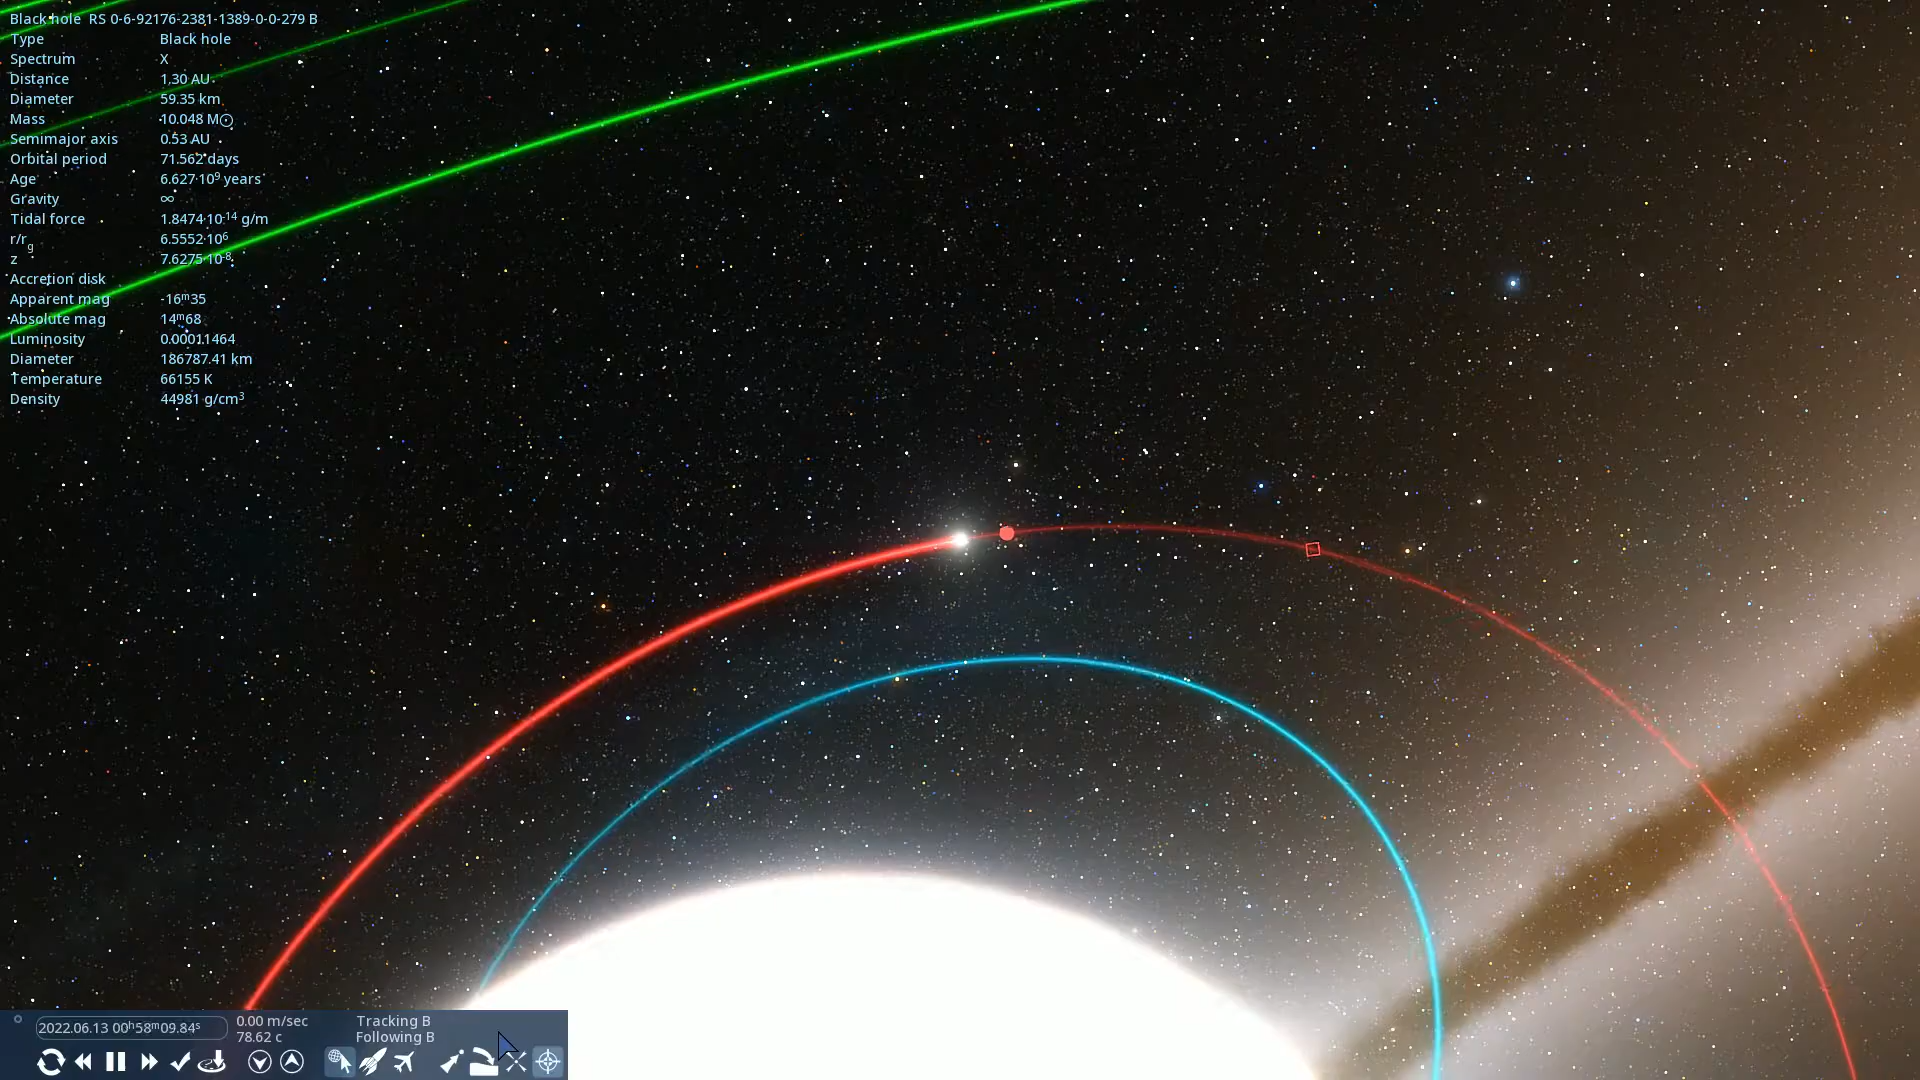 Black hole RS 0-6-92176-2381-1389-0-0-279 B
Type Black hole
Spectrum X
Distance 1.30 AU
Diameter 59.35 km
Mass 10.048 M☉
Semimajor axis 0.53 AU
Orbital period 71.562 days
Age 6.627·10⁹ years
Gravity ∞
Tidal force 1.8474·10⁻¹⁴ g/m
r/rg 6.5552·10⁶
z 7.6275·10⁻⁸
Accretion disk
Apparent mag -16ᵐ35
Absolute mag 14ᵐ68
Luminosity 0.00011464
Diameter 186787.41 km
Temperature 66155 K
Density 44981 g/cm³
2022.06.13 00ʰ58ᵐ09.84ˢ 0.00 m/sec Tracking B
78.62 c Following B